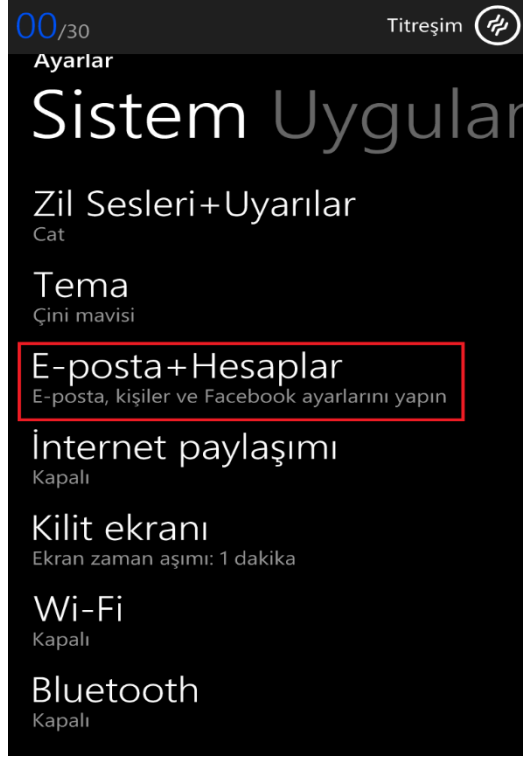 00/30
Titreşim
Ayarlar
Sistem Uygular
Zil Sesleri+Uyarılar
Cat
Tema
Çini mavisi
E-posta+Hesaplar
E-posta, kişiler ve Facebook ayarlarını yapın
İnternet paylaşımı
Kapalı
Kilit ekranı
Ekran zaman aşımı: 1 dakika
Wi-Fi
Kapalı
Bluetooth
Kapalı